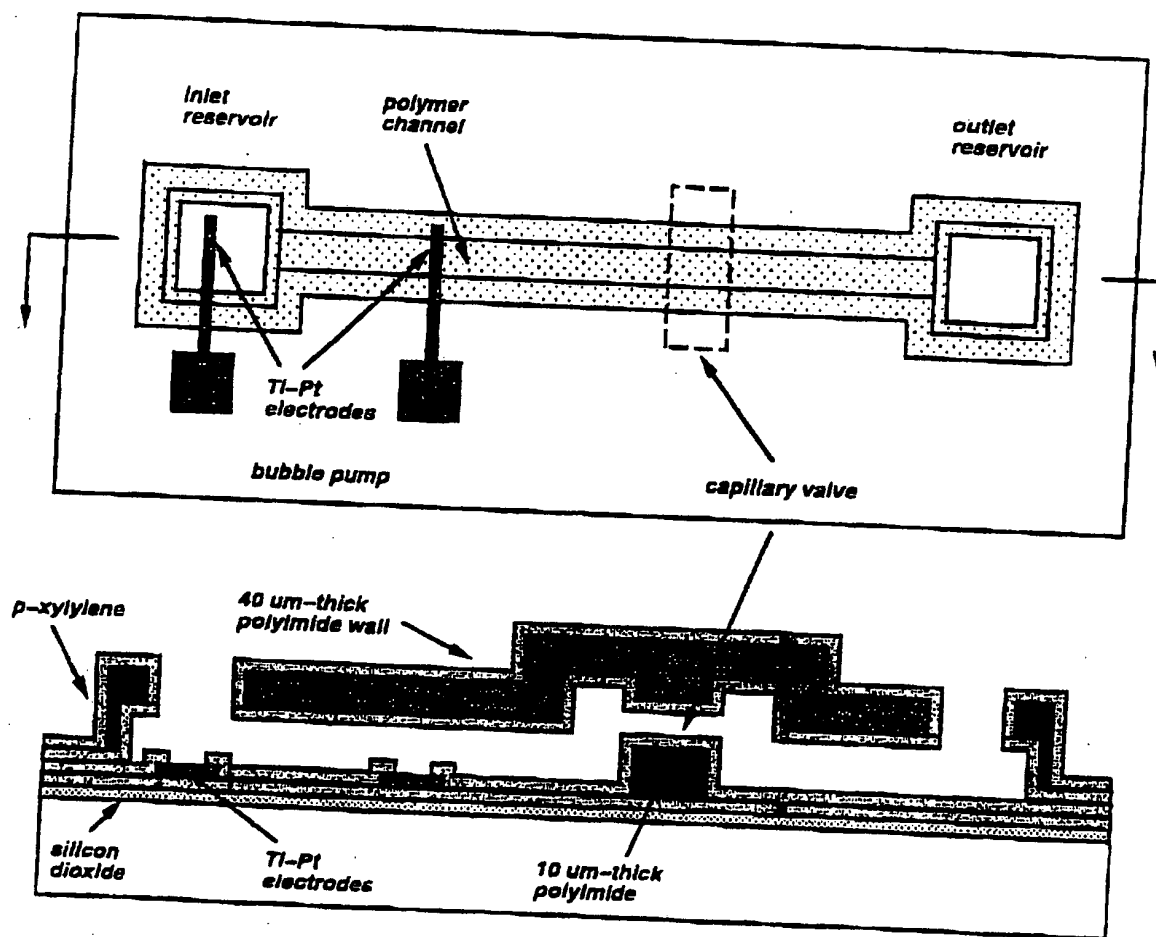 inlet
reservoir
polymer
channel
outlet
reservoir
Ti-Pt
electrodes
bubble pump
capillary valve
p-xylylene
40 um-thick
polyimide wall
silicon
dioxide
Ti-Pt
electrodes
10 um-thick
polyimide